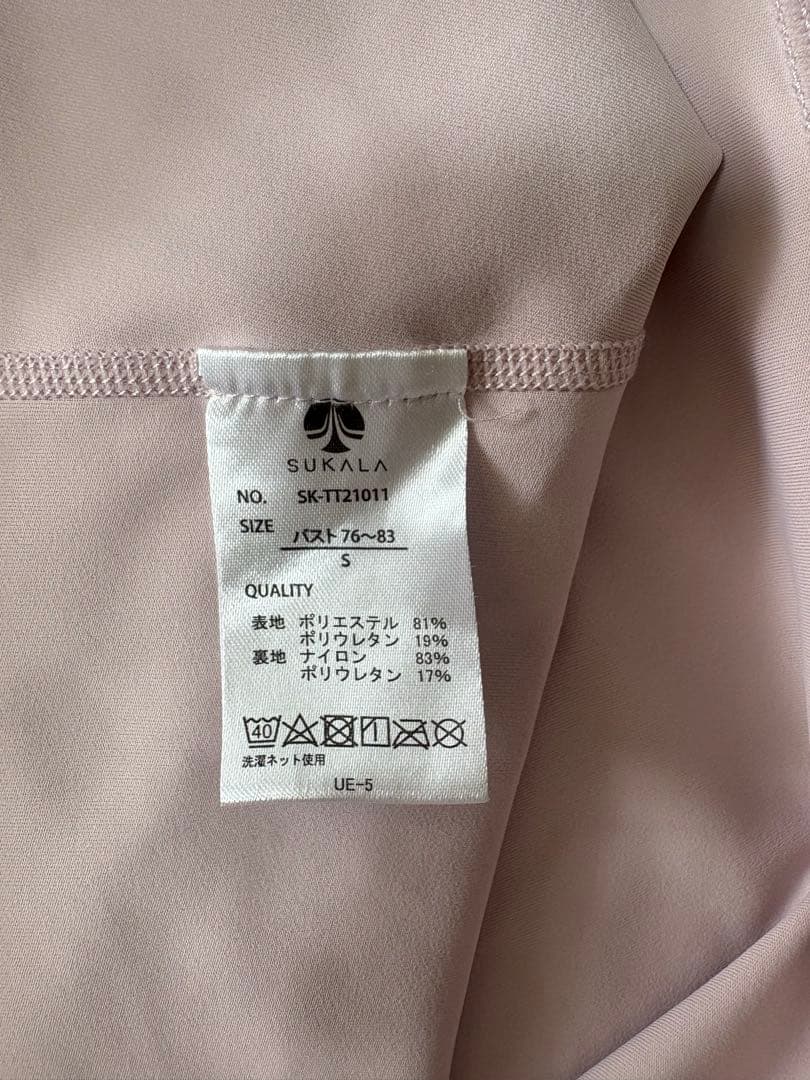 SUKALA
NO. SK-TT21011
SIZE バスト76〜83
S
QUALITY
表地 ポリエステル 81%
ポリウレタン 19%
裏地 ナイロン 83%
ポリウレタン 17%
40
洗濯ネット使用
UE-5